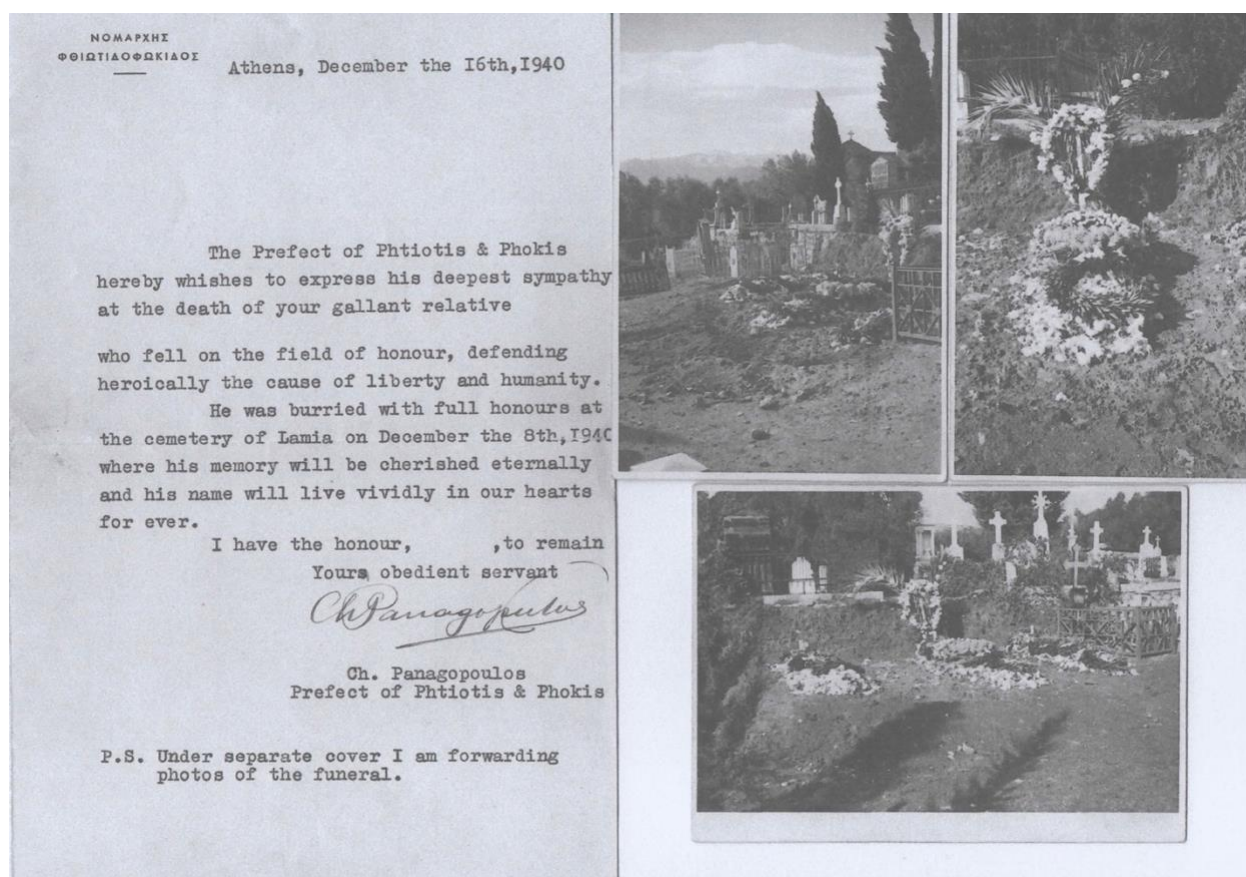 ΝΟΜΑΡΧΗΣ
ΦΘΙΩΤΙΔΟΦΩΚΙΔΟΣ
Athens, December the I6th,I940
The Prefect of Phtiotis & Phokis
hereby whishes to express his deepest sympathy
at the death of your gallant relative
who fell on the field of honour, defending
heroically the cause of liberty and humanity.
He was burried with full honours at
the cemetery of Lamia on December the 8th,I940
where his memory will be cherished eternally
and his name will live vividly in our hearts
for ever.
I have the honour, ,to remain
Yours obedient servant
Ch Panagopulos
Ch. Panagopoulos
Prefect of Phtiotis & Phokis
P.S. Under separate cover I am forwarding
photos of the funeral.